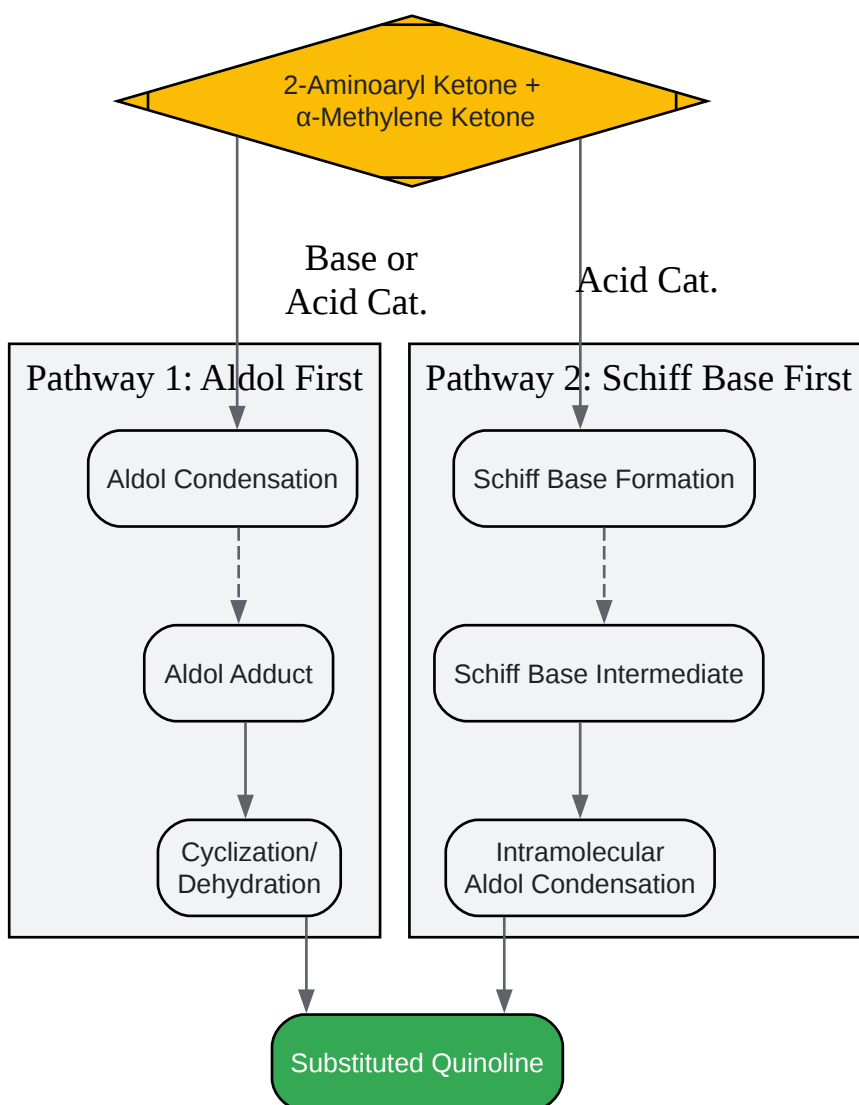 2-Aminoaryl Ketone +
α-Methylene Ketone
Base or
Acid Cat.
Acid Cat.
Pathway 1: Aldol First
Aldol Condensation
Aldol Adduct
Cyclization/
Dehydration
Pathway 2: Schiff Base First
Schiff Base Formation
Schiff Base Intermediate
Intramolecular
Aldol Condensation
Substituted Quinoline